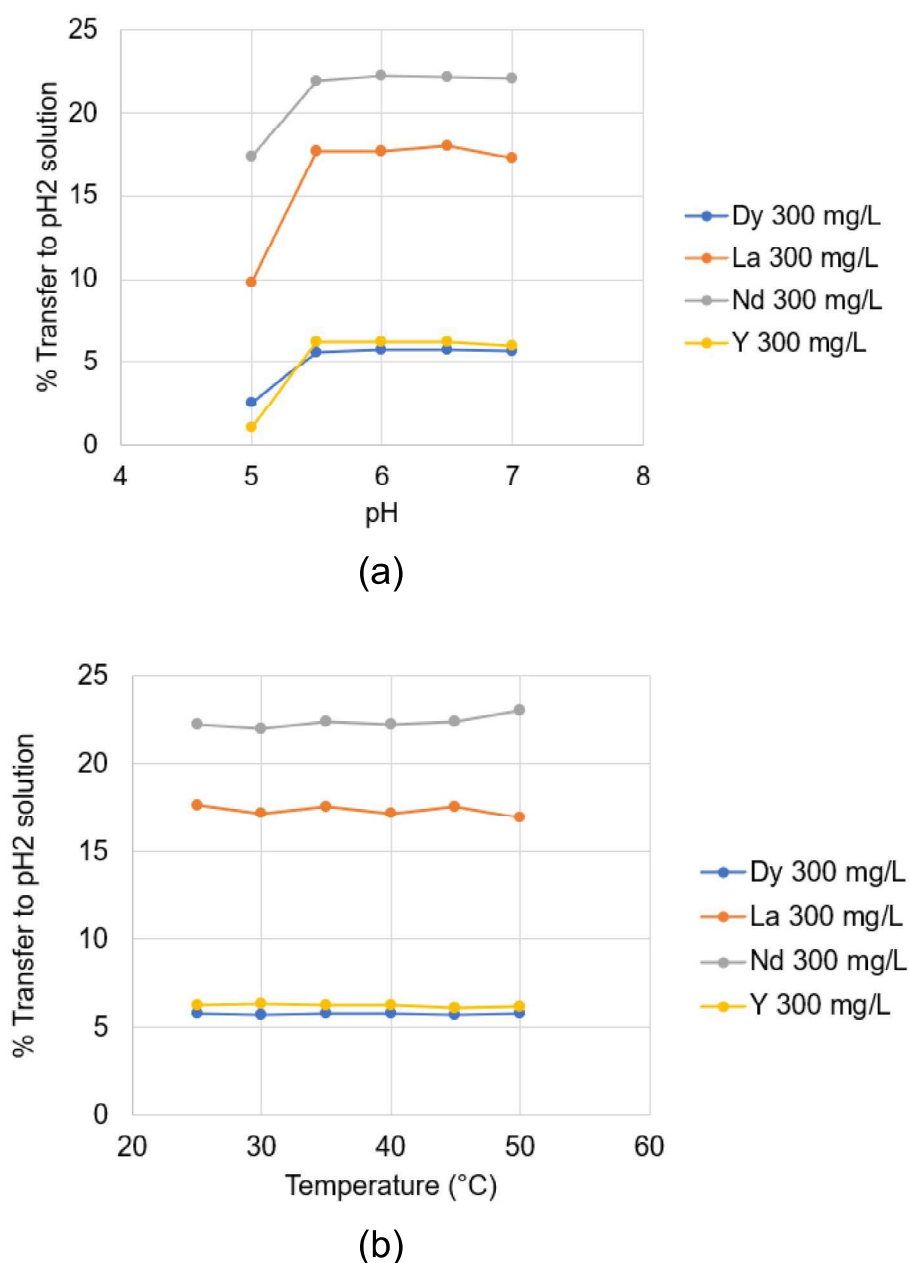 25
20
15
10
5
0
% Transfer to pH2 solution
4 5 6 7 8
pH
Dy 300 mg/L
La 300 mg/L
Nd 300 mg/L
Y 300 mg/L
(a)
25
20
15
10
5
0
% Transfer to pH2 solution
20 30 40 50 60
Temperature (°C)
Dy 300 mg/L
La 300 mg/L
Nd 300 mg/L
Y 300 mg/L
(b)